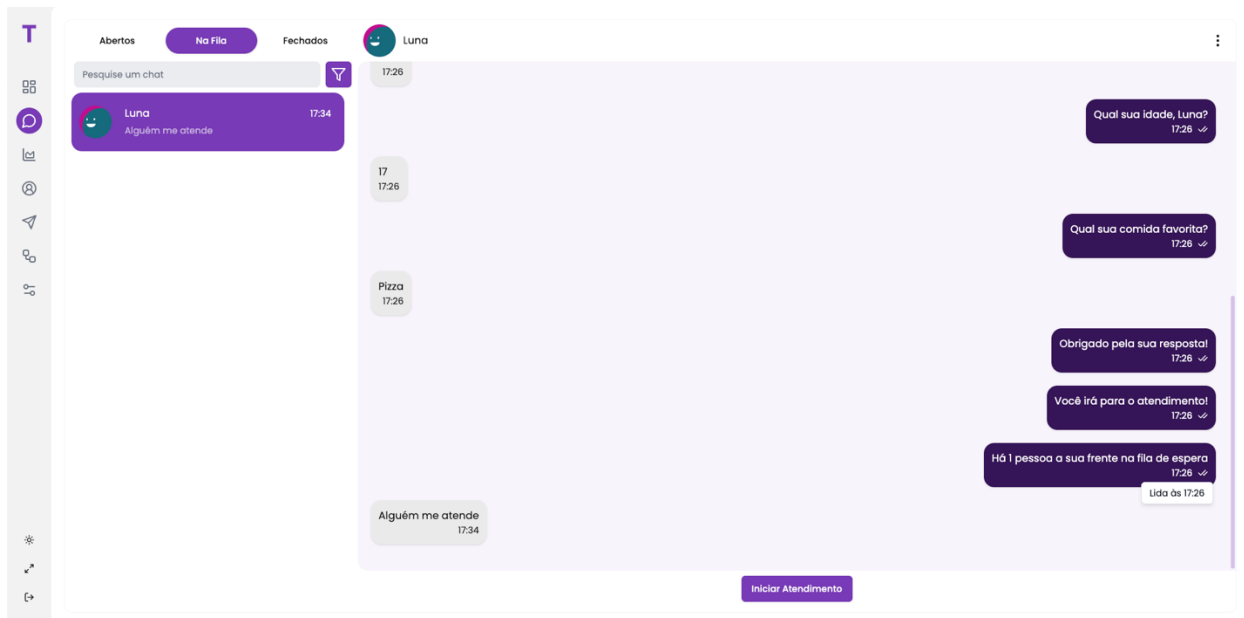 T
Abertos
Na Fila
Fechados
Pesquise um chat
Luna
17:34
Alguém me atende
Luna
17:26
Qual sua idade, Luna?
17:26
17
17:26
Qual sua comida favorita?
17:26
Pizza
17:26
Obrigado pela sua resposta!
17:26
Você irá para o atendimento!
17:26
Há 1 pessoa a sua frente na fila de espera
17:26
Lida às 17:26
Alguém me atende
17:34
Iniciar Atendimento